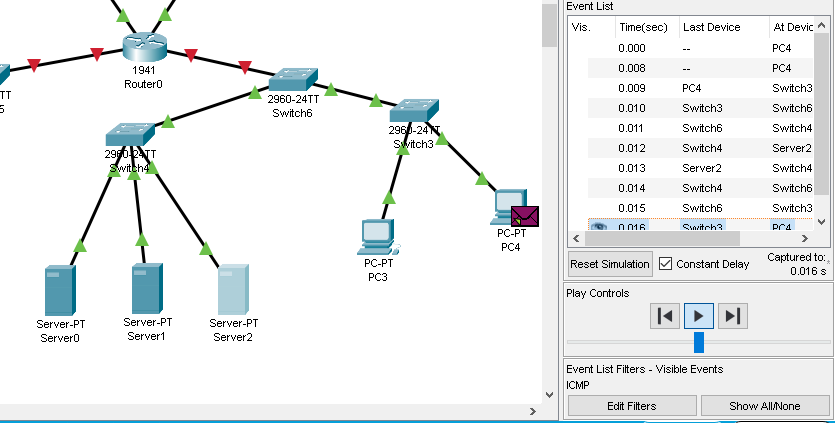 1941
Router0
TT
5
2960-24TT
Switch6
2960-24TT
Switch3
2960-24TT
Switch4
PC-PT
PC4
PC-PT
PC3
Server-PT
Server0
Server-PT
Server1
Server-PT
Server2
Event List
Vis. Time(sec) Last Device At Devic
0.000 -- PC4
0.008 -- PC4
0.009 PC4 Switch3
0.010 Switch3 Switch6
0.011 Switch6 Switch4
0.012 Switch4 Server2
0.013 Server2 Switch4
0.014 Switch4 Switch6
0.015 Switch6 Switch3
0.016 Switch3 PC4
Reset Simulation Constant Delay Captured to:
0.016 s
Play Controls
Event List Filters - Visible Events
ICMP
Edit Filters Show All/None